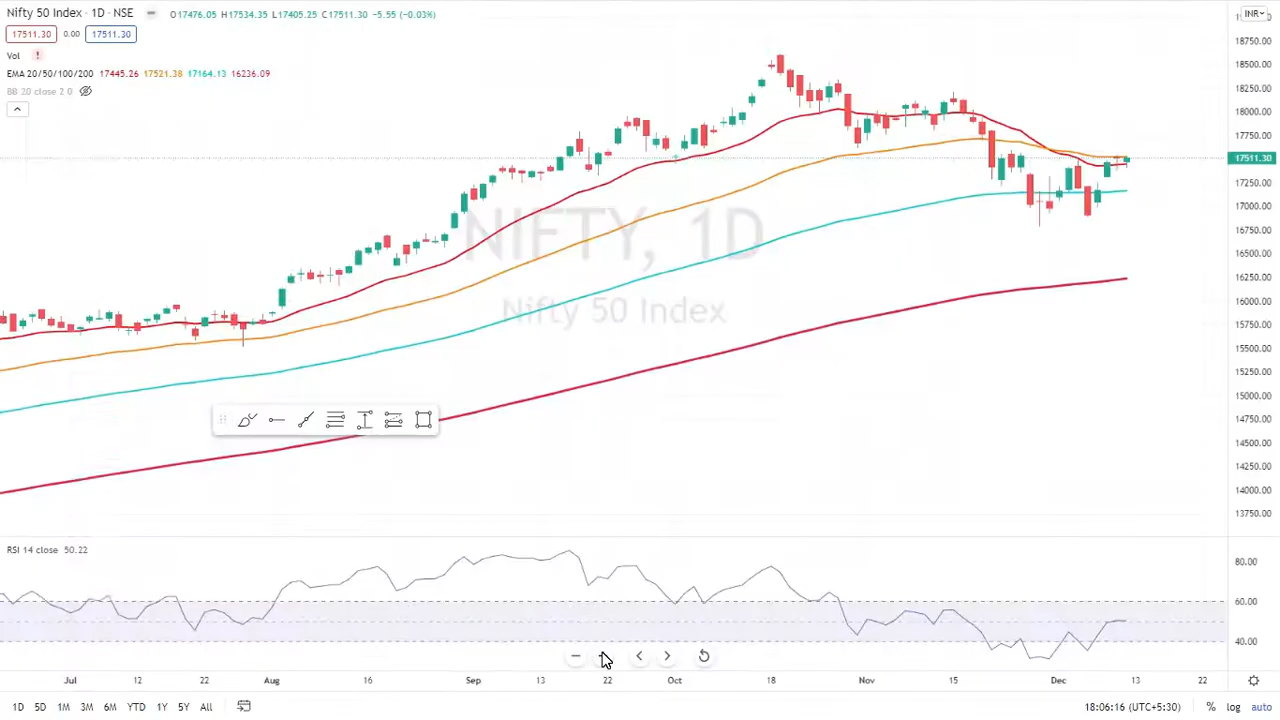 Nifty 50 Index · 1D · NSE O17476.05 H17534.35 L17405.25 C17511.30 -5.55 (-0.03%)
INR
17511.30 0.00 17511.30
Vol
EMA 20/50/100/200 17445.26 17521.38 17164.13 16236.09
BB 20 close 2.0
18750.00
18500.00
18250.00
18000.00
17750.00
17511.30
17250.00
17000.00
16750.00
16500.00
16250.00
16000.00
15750.00
15500.00
15250.00
15000.00
14750.00
14500.00
14250.00
14000.00
13750.00
NIFTY, 1D
Nifty 50 Index
RSI 14 close 50.22
80.00
60.00
40.00
Jul 12 22 Aug 16 Sep 13 22 Oct 18 Nov 15 Dec 13 22
1D 5D 1M 3M 6M YTD 1Y 5Y All 18:06:16 (UTC+5:30) % log auto